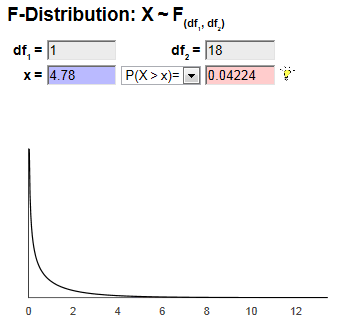 F-Distribution: X ~ F(df1, df2)
df1 = 1 df2 = 18
x = 4.78 P(X > x)= 0.04224
0 2 4 6 8 10 12